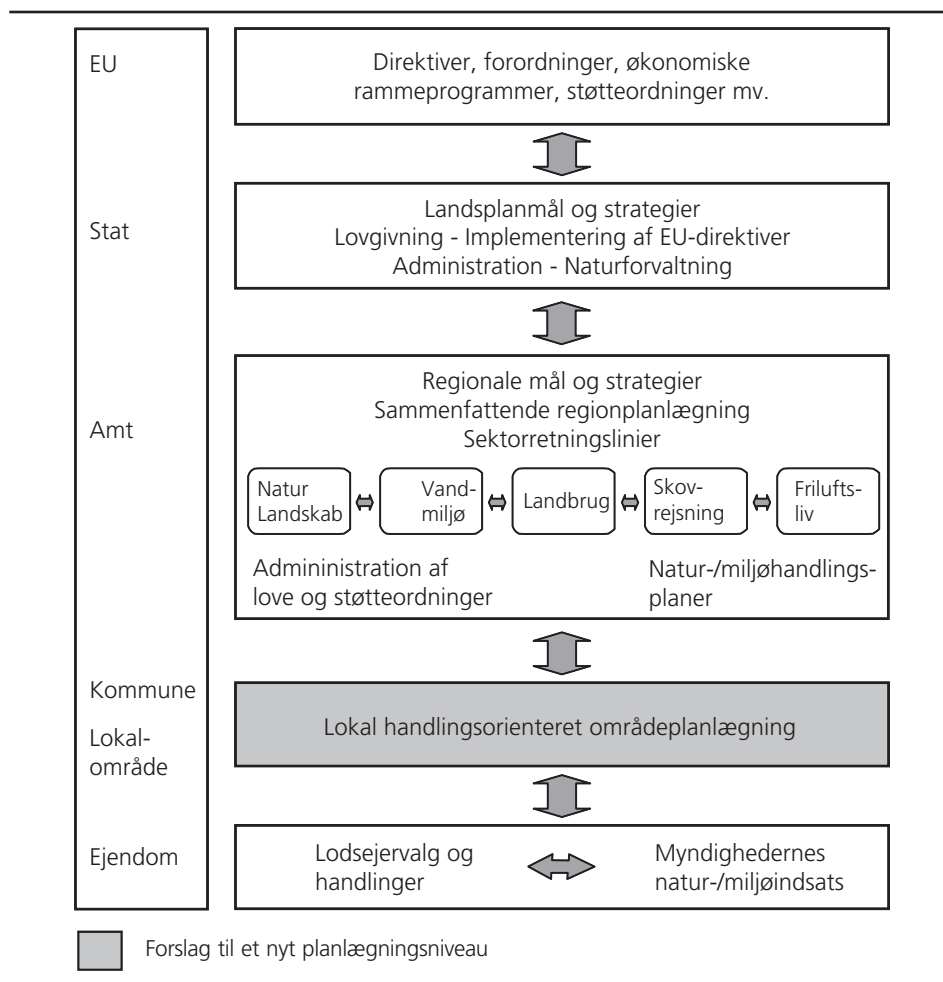 EU
Direktiver, forordninger, økonomiske
rammeprogrammer, støtteordninger mv.
Stat
Landsplanmål og strategier
Lovgivning - Implementering af EU-direktiver
Administration - Naturforvaltning
Amt
Regionale mål og strategier
Sammenfattende regionplanlægning
Sektorretningslinier
Natur
Landskab
Vand-
miljø
Landbrug
Skov-
rejsning
Frilufts-
liv
Admininistration af
love og støtteordninger
Natur-/miljøhandlings-
planer
Kommune
Lokal-
område
Lokal handlingsorienteret områdeplanlægning
Ejendom
Lodsejervalg og
handlinger
Myndighedernes
natur-/miljøindsats
Forslag til et nyt planlægningsniveau